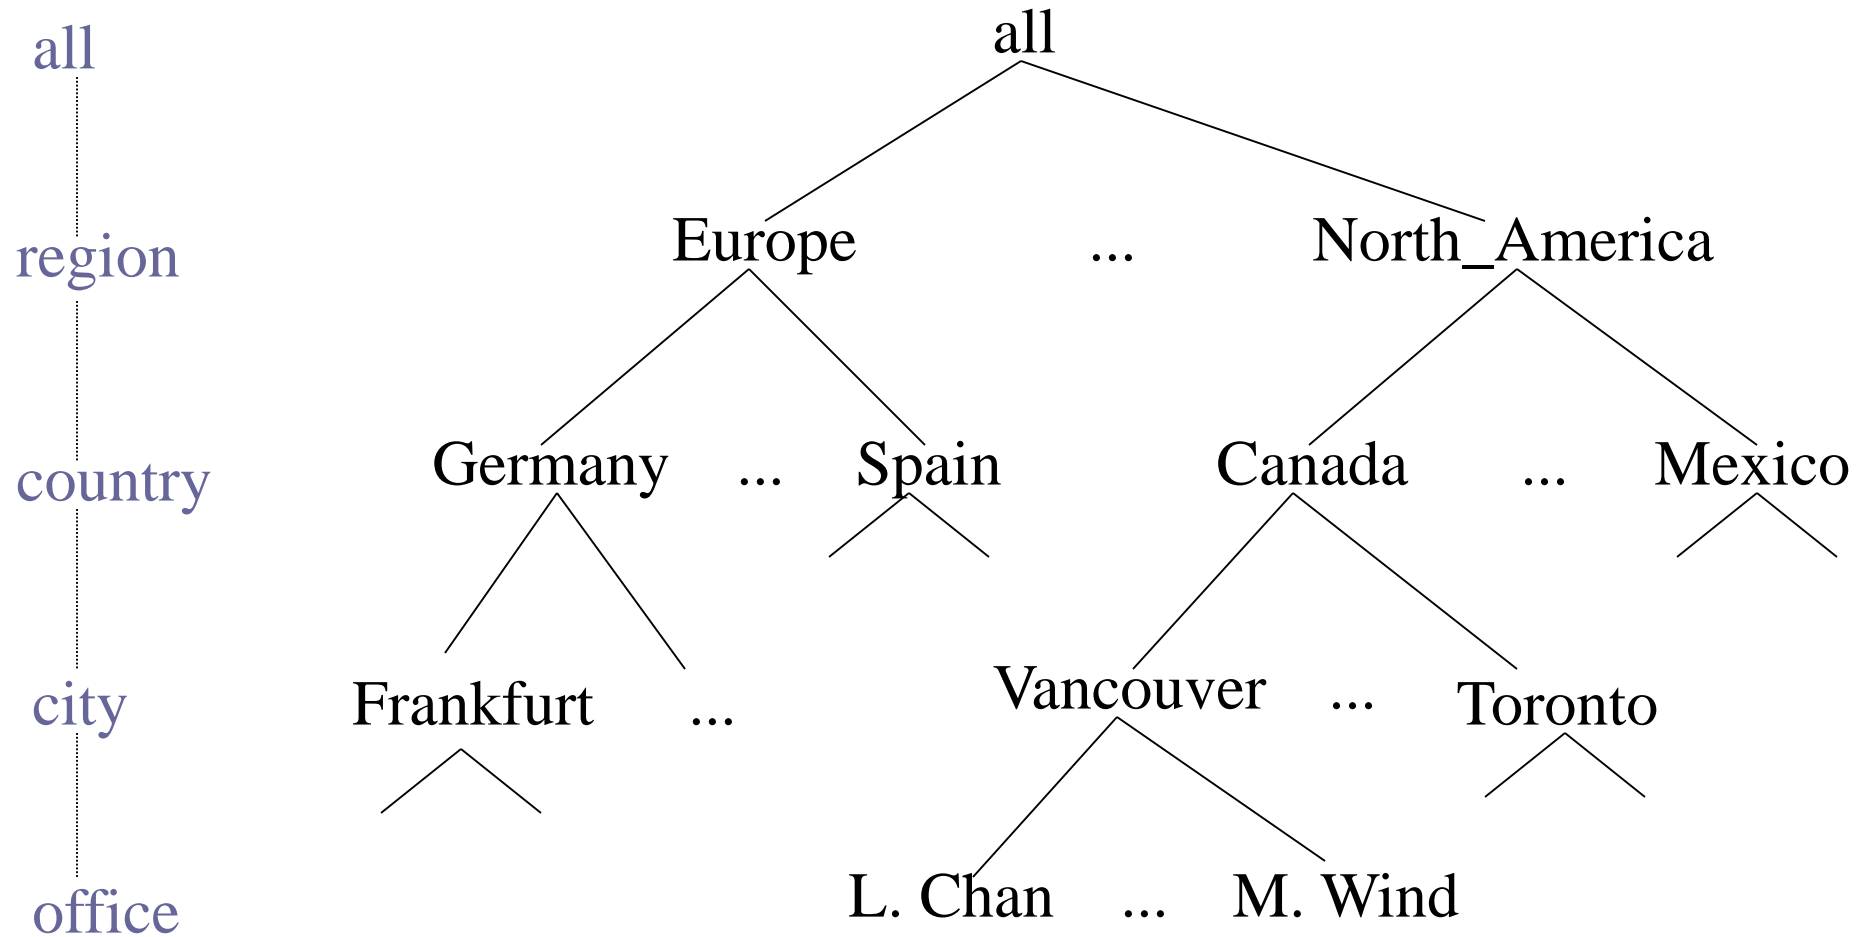 all
all
region
Europe ... North_America
country
Germany ... Spain Canada ... Mexico
city
Frankfurt ... Vancouver ... Toronto
office
L. Chan ... M. Wind